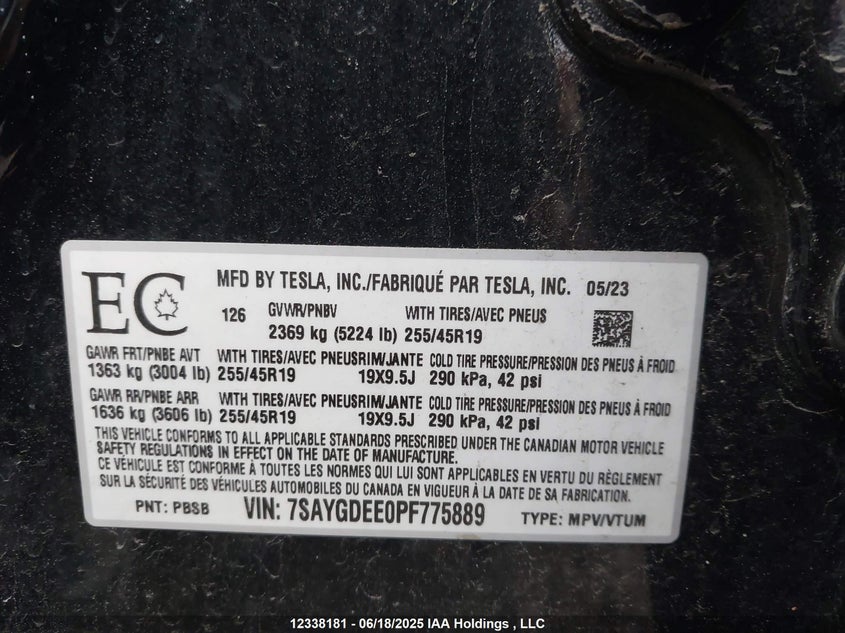 EC
MFD BY TESLA, INC./FABRIQUÉ PAR TESLA, INC. 05/23
126 GVWR/PNBV WITH TIRES/AVEC PNEUS
2369 kg (5224 lb) 255/45R19
GAWR FRT/PNBE AVT WITH TIRES/AVEC PNEUS RIM/JANTE COLD TIRE PRESSURE/PRESSION DES PNEUS À FROID
1363 kg (3004 lb) 255/45R19 19X9.5J 290 kPa, 42 psi
GAWR RR/PNBE ARR WITH TIRES/AVEC PNEUS RIM/JANTE COLD TIRE PRESSURE/PRESSION DES PNEUS À FROID
1636 kg (3606 lb) 255/45R19 19X9.5J 290 kPa, 42 psi
THIS VEHICLE CONFORMS TO ALL APPLICABLE STANDARDS PRESCRIBED UNDER THE CANADIAN MOTOR VEHICLE
SAFETY REGULATIONS IN EFFECT ON THE DATE OF MANUFACTURE.
CE VÉHICULE EST CONFORME À TOUTES LES NORMES QUI LUI SONT APPLICABLES EN VERTU DU RÈGLEMENT
SUR LA SÉCURITÉ DES VÉHICULES AUTOMOBILES DU CANADA EN VIGUEUR À LA DATE DE SA FABRICATION.
PNT: PBSB VIN: 7SAYGDEE0PF775889 TYPE: MPV/VTUM
12338181 - 06/18/2025 IAA Holdings , LLC